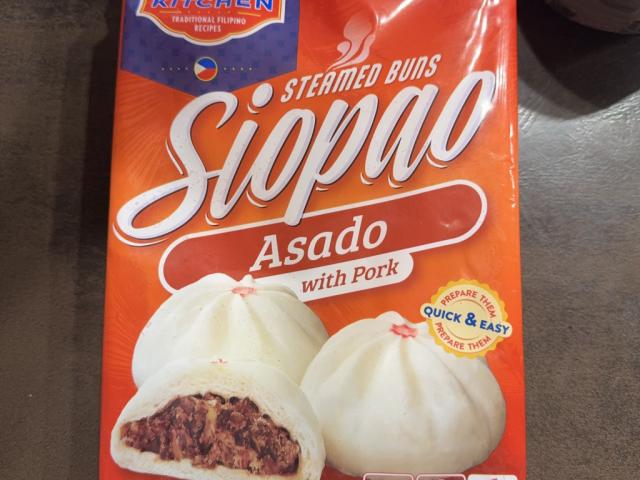 KITCHEN
TRADITIONAL FILIPINO
RECIPES
STEAMED BUNS
Siopao
Asado
with Pork
PREPARE THEM
QUICK & EASY
PREPARE THEM